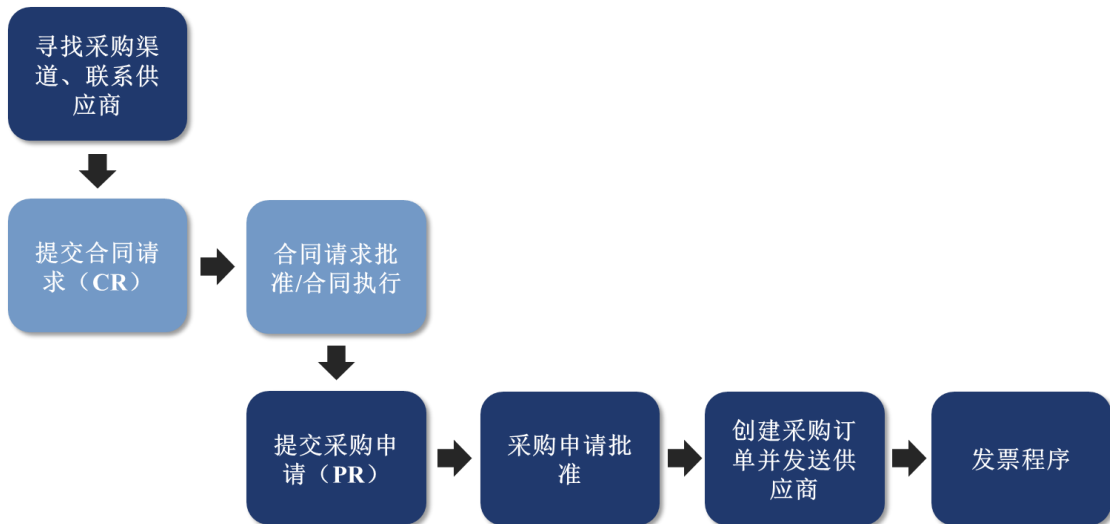 寻找采购渠
道、联系供
应商
提交合同请
求（CR）
合同请求批
准/合同执行
提交采购申
请（PR）
采购申请批
准
创建采购订
单并发送供
应商
发票程序